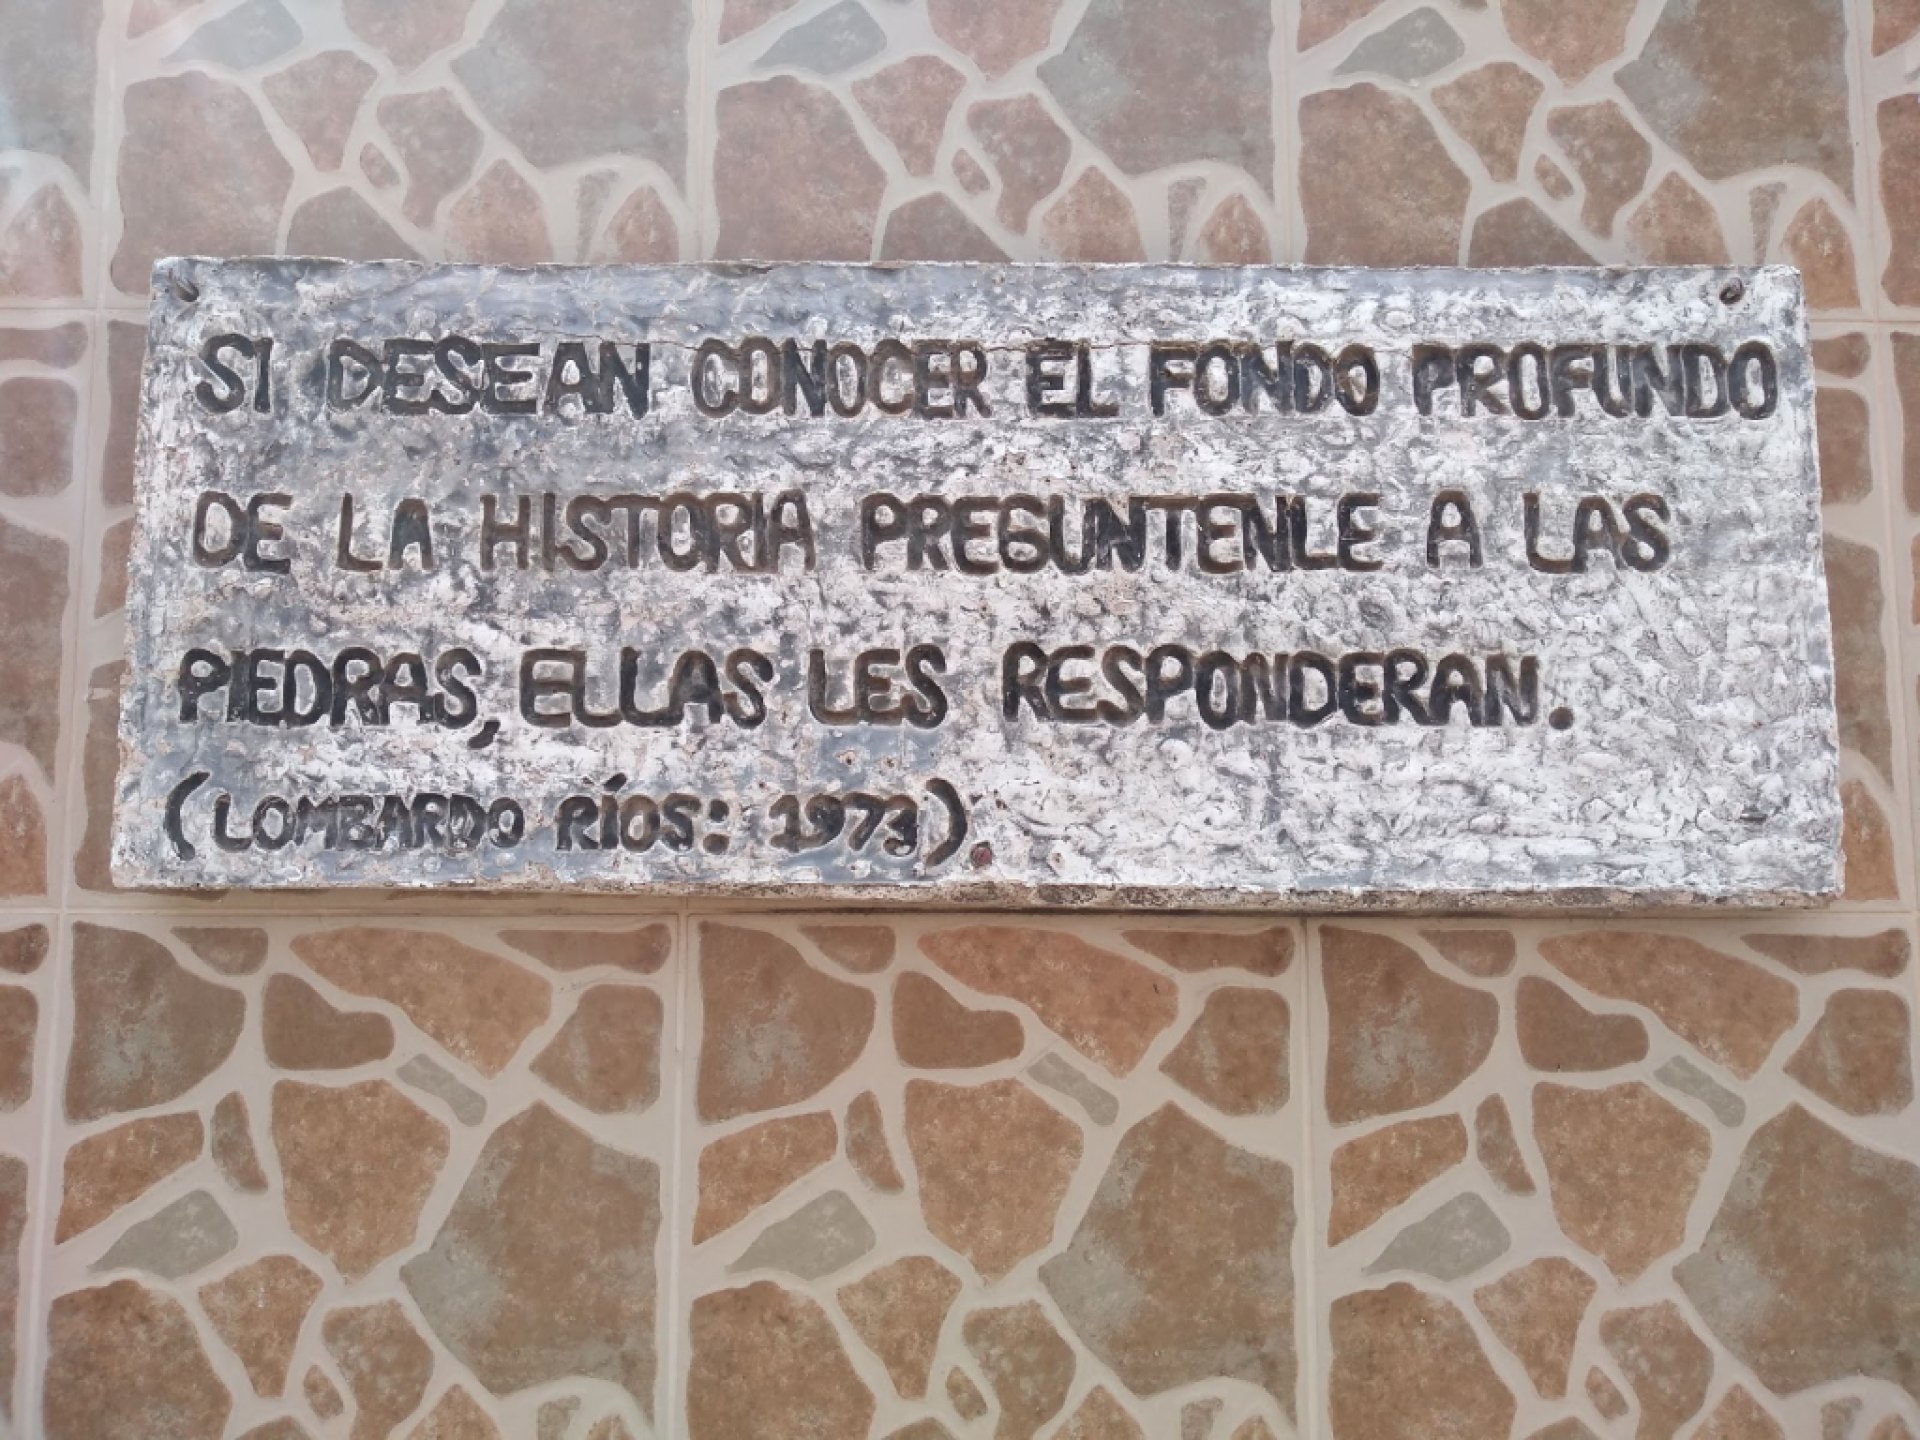 SI DESEAN CONOCER EL FONDO PROFUNDO
DE LA HISTORIA PREGUNTENLE A LAS
PIEDRAS, ELLAS LES RESPONDERAN.
(LOMBARDO RÍOS: 1973).